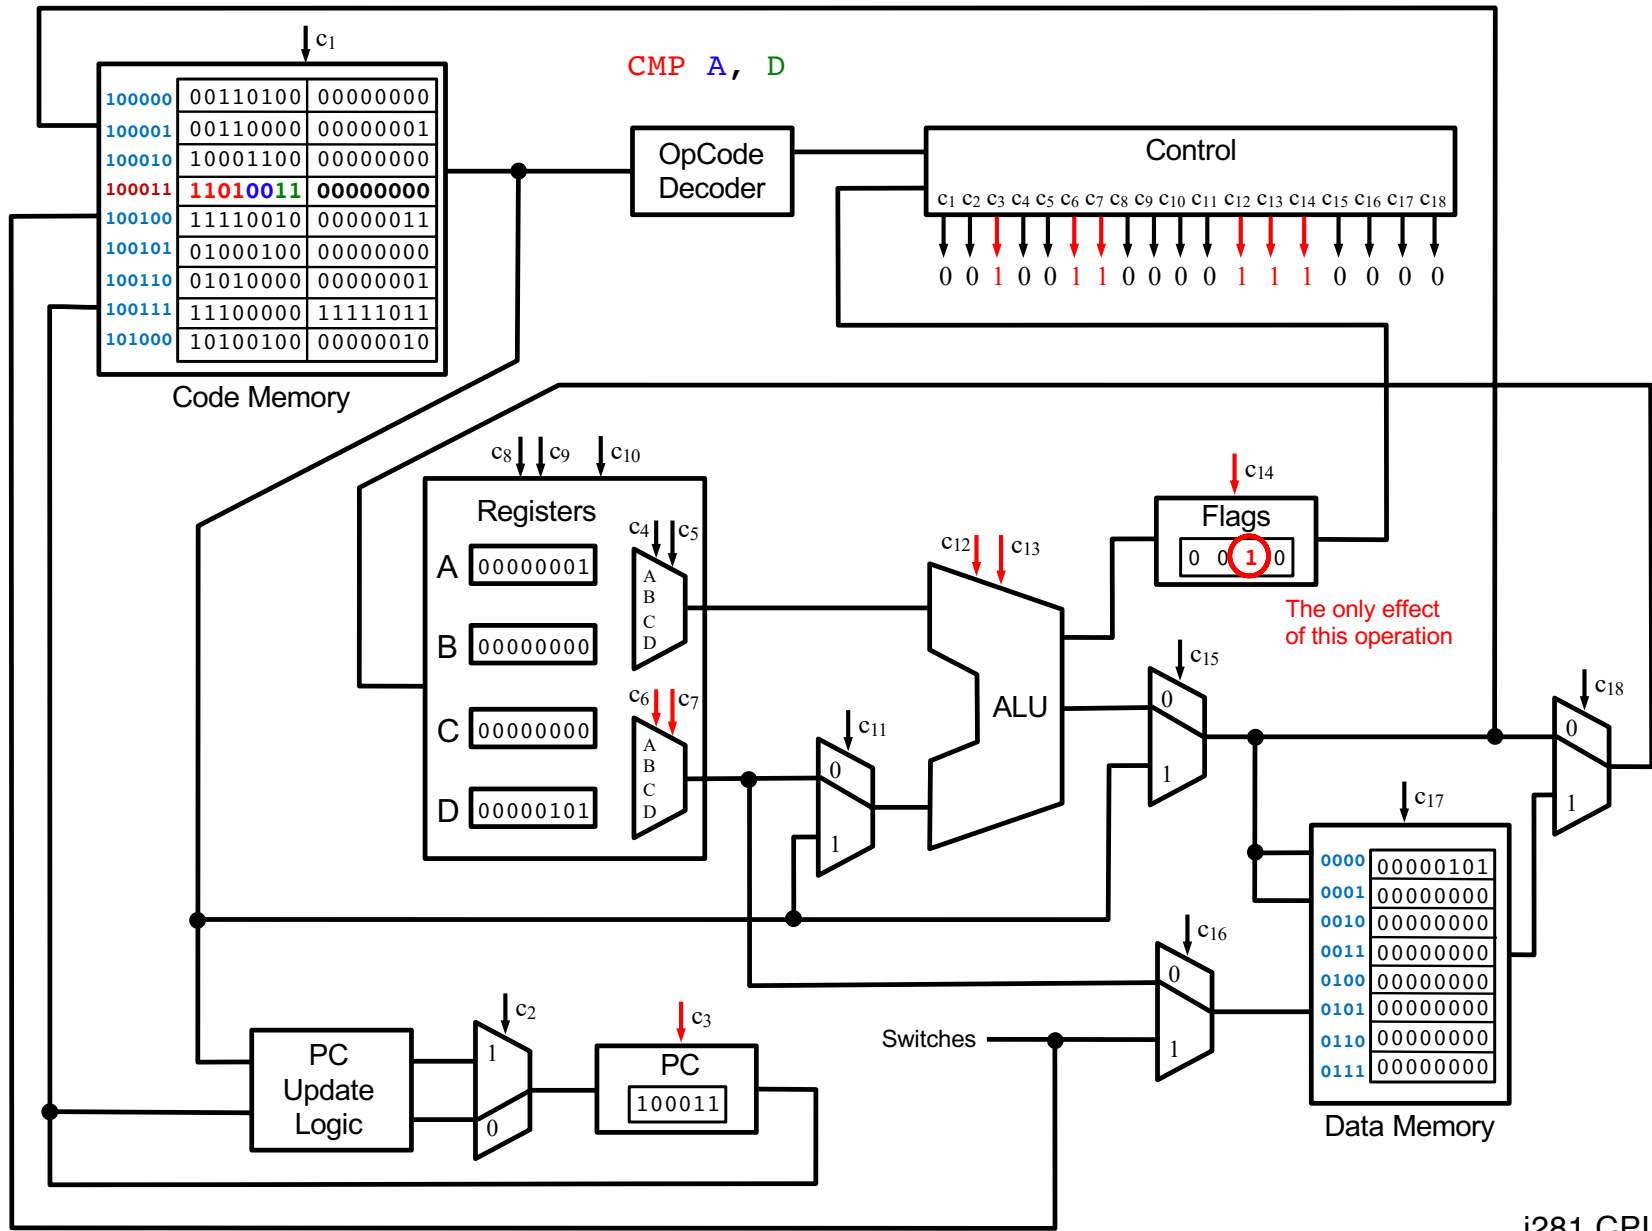 c1
CMP A, D
100000 00110100 00000000
100001 00110000 00000001
100010 10001100 00000000
100011 11010011 00000000
100100 11110010 00000011
100101 01000100 00000000
100110 01010000 00000001
100111 11100000 11111011
101000 10100100 00000010
Code Memory
OpCode
Decoder
Control
c1 c2 c3 c4 c5 c6 c7 c8 c9 c10 c11 c12 c13 c14 c15 c16 c17 c18
0 0 1 0 0 1 1 0 0 0 0 1 1 1 0 0 0 0
c8 c9 c10
Registers
A 00000001
B 00000000
C 00000000
D 00000101
c4 c5
A
B
C
D
c6 c7
A
B
C
D
c11
0
1
c12 c13
ALU
c14
Flags
0 0 1 0
The only effect
of this operation
c15
0
1
c18
0
1
c17
0000 00000101
0001 00000000
0010 00000000
0011 00000000
0100 00000000
0101 00000000
0110 00000000
0111 00000000
Data Memory
c16
0
1
Switches
PC
Update
Logic
c2
1
0
c3
PC
100011